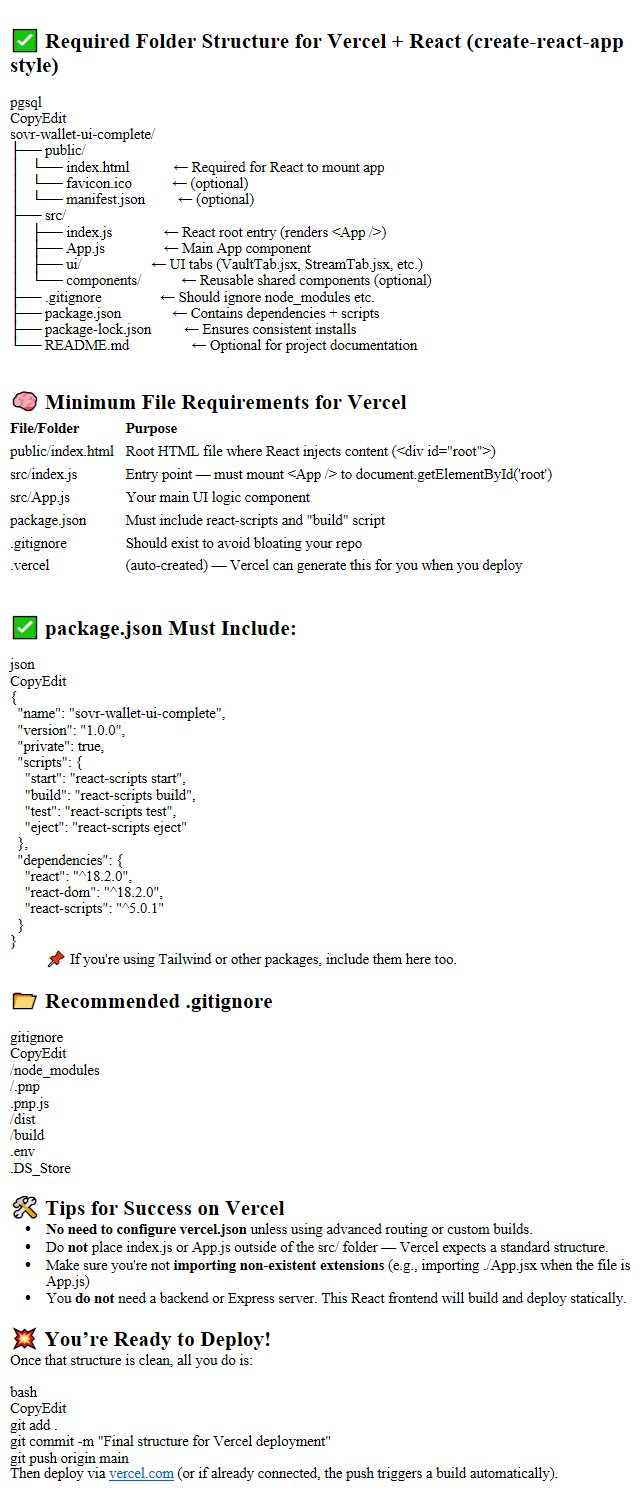 ✅ Required Folder Structure for Vercel + React (create-react-app
style)
pgsql
CopyEdit
sovr-wallet-ui-complete/
├── public/
│   └── index.html ← Required for React to mount app
│   └── favicon.ico ← (optional)
│   └── manifest.json ← (optional)
├── src/
│   ├── index.js ← React root entry (renders <App />)
│   ├── App.js ← Main App component
│   ├── ui/ ← UI tabs (VaultTab.jsx, StreamTab.jsx, etc.)
│   └── components/ ← Reusable shared components (optional)
├── .gitignore ← Should ignore node_modules etc.
├── package.json ← Contains dependencies + scripts
├── package-lock.json ← Ensures consistent installs
└── README.md ← Optional for project documentation
🧠 Minimum File Requirements for Vercel
File/Folder Purpose
public/index.html Root HTML file where React injects content (<div id="root">)
src/index.js Entry point — must mount <App /> to document.getElementById('root')
src/App.js Your main UI logic component
package.json Must include react-scripts and "build" script
.gitignore Should exist to avoid bloating your repo
.vercel (auto-created) — Vercel can generate this for you when you deploy
✅ package.json Must Include:
json
CopyEdit
{
  "name": "sovr-wallet-ui-complete",
  "version": "1.0.0",
  "private": true,
  "scripts": {
    "start": "react-scripts start",
    "build": "react-scripts build",
    "test": "react-scripts test",
    "eject": "react-scripts eject"
  },
  "dependencies": {
    "react": "^18.2.0",
    "react-dom": "^18.2.0",
    "react-scripts": "^5.0.1"
  }
}
📌 If you're using Tailwind or other packages, include them here too.
📂 Recommended .gitignore
gitignore
CopyEdit
/node_modules
/.pnp
.pnp.js
/dist
/build
.env
.DS_Store
🛠 Tips for Success on Vercel
• No need to configure vercel.json unless using advanced routing or custom builds.
• Do not place index.js or App.js outside of the src/ folder — Vercel expects a standard structure.
• Make sure you're not importing non-existent extensions (e.g., importing ./App.jsx when the file is
App.js)
• You do not need a backend or Express server. This React frontend will build and deploy statically.
💥 You’re Ready to Deploy!
Once that structure is clean, all you do is:
bash
CopyEdit
git add .
git commit -m "Final structure for Vercel deployment"
git push origin main
Then deploy via vercel.com (or if already connected, the push triggers a build automatically).